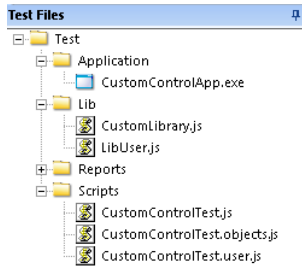 Test Files
Test
Application
CustomControlApp.exe
Lib
CustomLibrary.js
LibUser.js
Reports
Scripts
CustomControlTest.js
CustomControlTest.objects.js
CustomControlTest.user.js